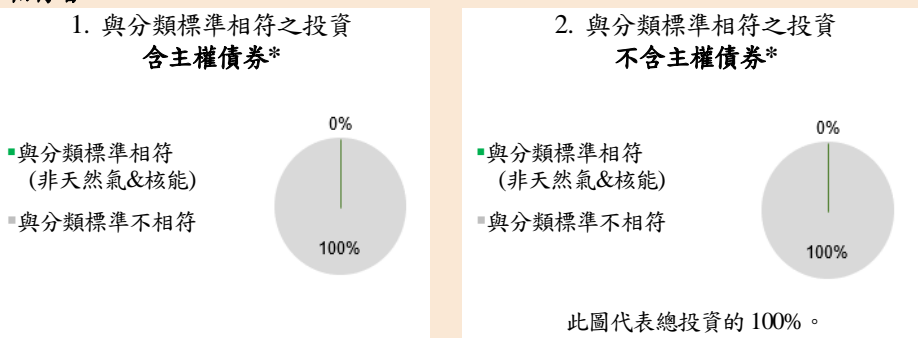 1. 與分類標準相符之投資
含主權債券*
0%
▪與分類標準相符
(非天然氣&核能)
▪與分類標準不相符
100%
2. 與分類標準相符之投資
不含主權債券*
0%
▪與分類標準相符
(非天然氣&核能)
▪與分類標準不相符
100%
此圖代表總投資的 100%。